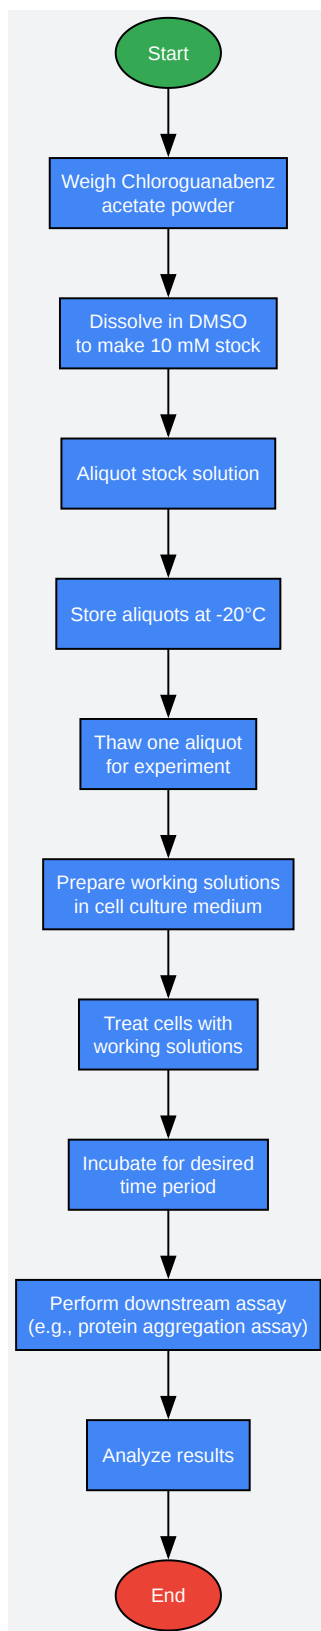 Start
Weigh Chloroguanabenz
acetate powder
Dissolve in DMSO
to make 10 mM stock
Aliquot stock solution
Store aliquots at -20°C
Thaw one aliquot
for experiment
Prepare working solutions
in cell culture medium
Treat cells with
working solutions
Incubate for desired
time period
Perform downstream assay
(e.g., protein aggregation assay)
Analyze results
End